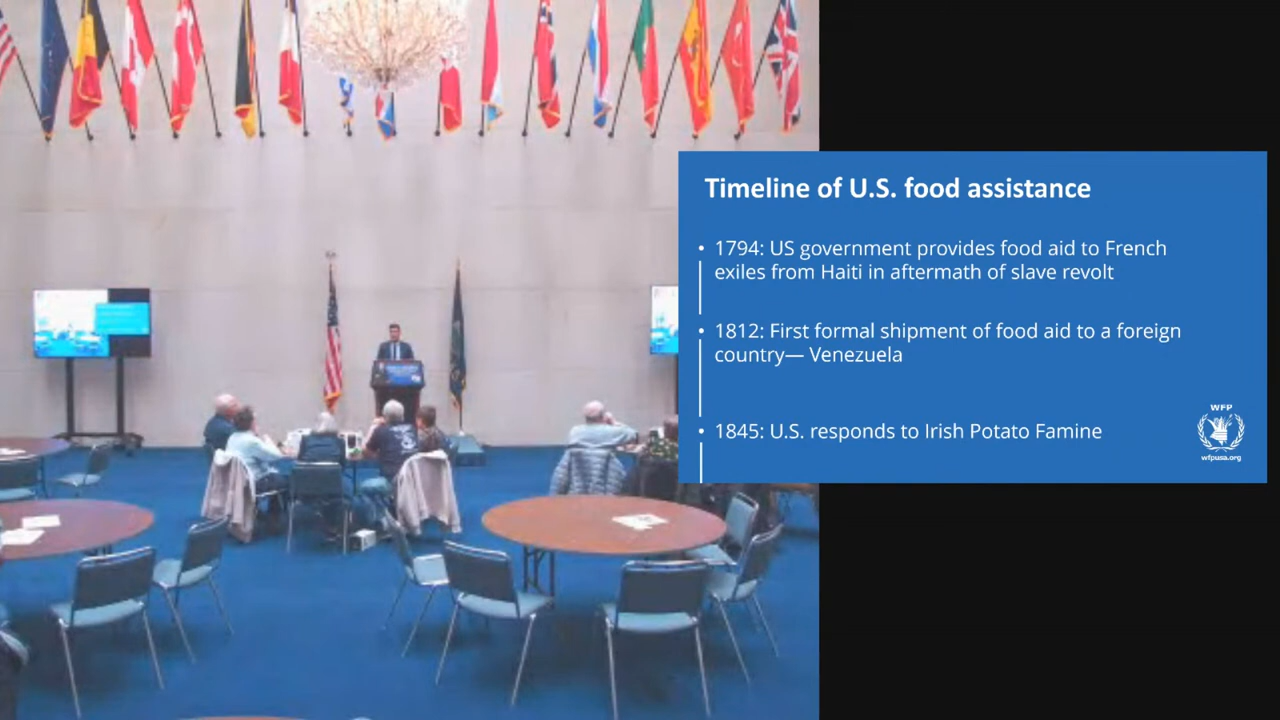 Timeline of U.S. food assistance
• 1794: US government provides food aid to French
exiles from Haiti in aftermath of slave revolt
• 1812: First formal shipment of food aid to a foreign
country— Venezuela
• 1845: U.S. responds to Irish Potato Famine
WFP
wfpusa.org